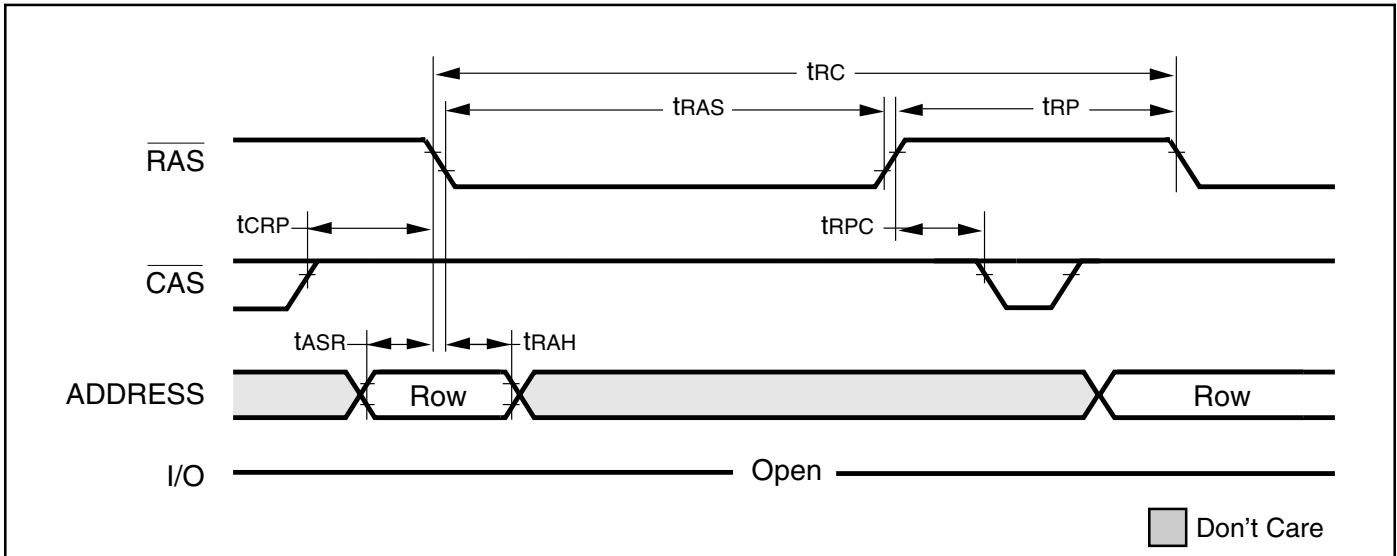 tRC
tRAS
tRP
RAS
tCRP
tRPC
CAS
tASR
tRAH
ADDRESS
Row
Row
I/O
Open
Don't Care